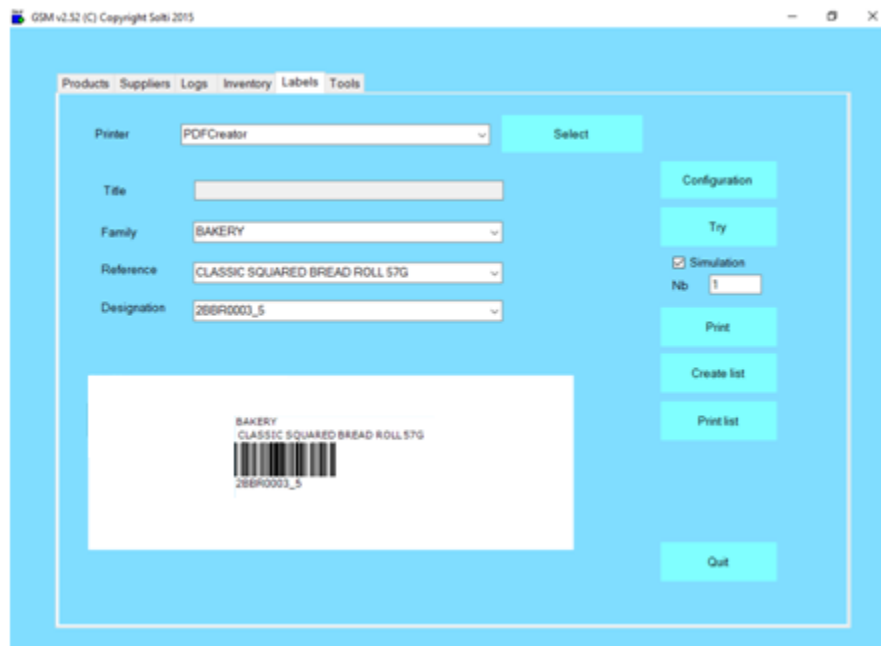 GSM v2.52 (C) Copyright Solti 2015
Products Suppliers Logs Inventory Labels Tools
Printer PDFCreator Select
Configuration
Title
Try
Family BAKERY
Simulation
Reference CLASSIC SQUARED BREAD ROLL 57G
Nb 1
Designation 2BBR0003_5
Print
Create list
Print list
BAKERY
CLASSIC SQUARED BREAD ROLL 57G
2BBR0003_5
Quit